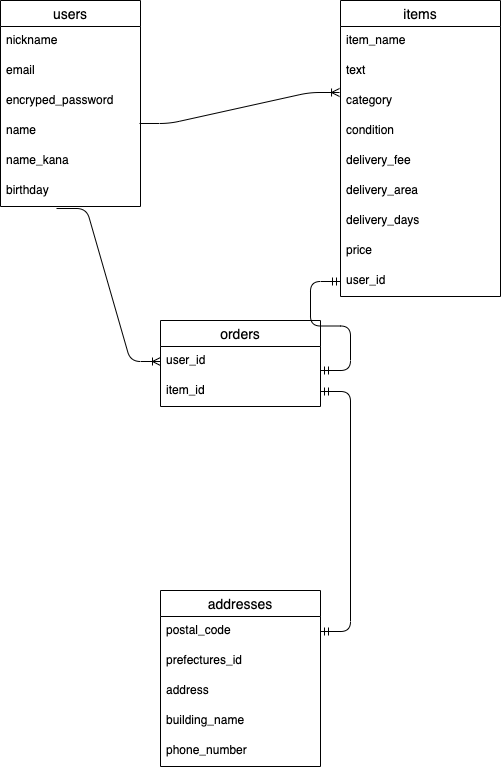 users
nickname
email
encryped_password
name
name_kana
birthday
items
item_name
text
category
condition
delivery_fee
delivery_area
delivery_days
price
user_id
orders
user_id
item_id
addresses
postal_code
prefectures_id
address
building_name
phone_number